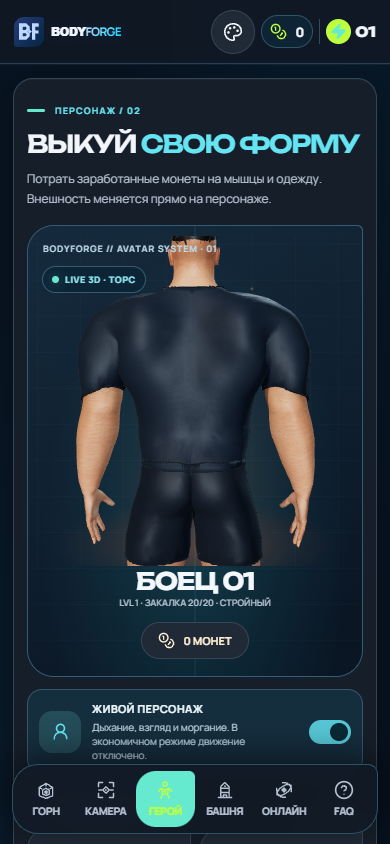 BF BODYFORGE 0 01
ПЕРСОНАЖ / 02
ВЫКУЙ СВОЮ ФОРМУ
Потрать заработанные монеты на мышцы и одежду.
Внешность меняется прямо на персонаже.
BODYFORGE // AVATAR SYSTEM · 01
LIVE 3D · ТОРС
БОЕЦ 01
LVL 1 · ЗАКАЛКА 20/20 · СТРОЙНЫЙ
0 МОНЕТ
ЖИВОЙ ПЕРСОНАЖ
Дыхание, взгляд и моргание. В
экономичном режиме движение
отключено.
ГОРН КАМЕРА ГЕРОЙ БАШНЯ ОНЛАЙН FAQ